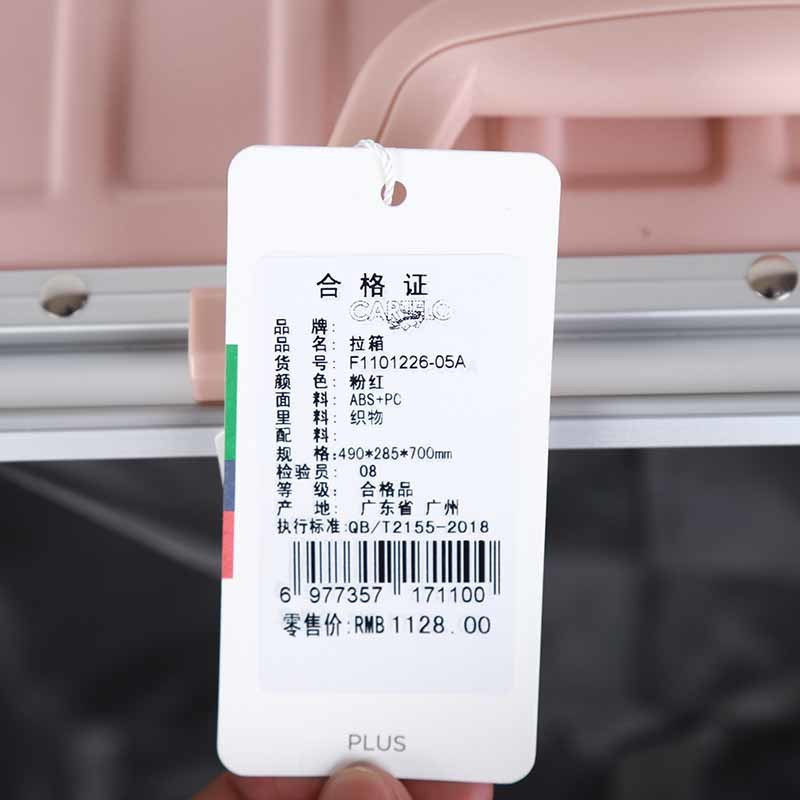 合格证
品牌: CARTELO
品名: 拉箱
货号: F1101226-05A
颜色: 粉红
面料: ABS+PC
里料: 织物
配料:
规格:490*285*700mm
检验员: 08
等级: 合格品
产地: 广东省 广州
执行标准:QB/T2155-2018
6 977357 171100
零售价:RMB 1128.00
PLUS